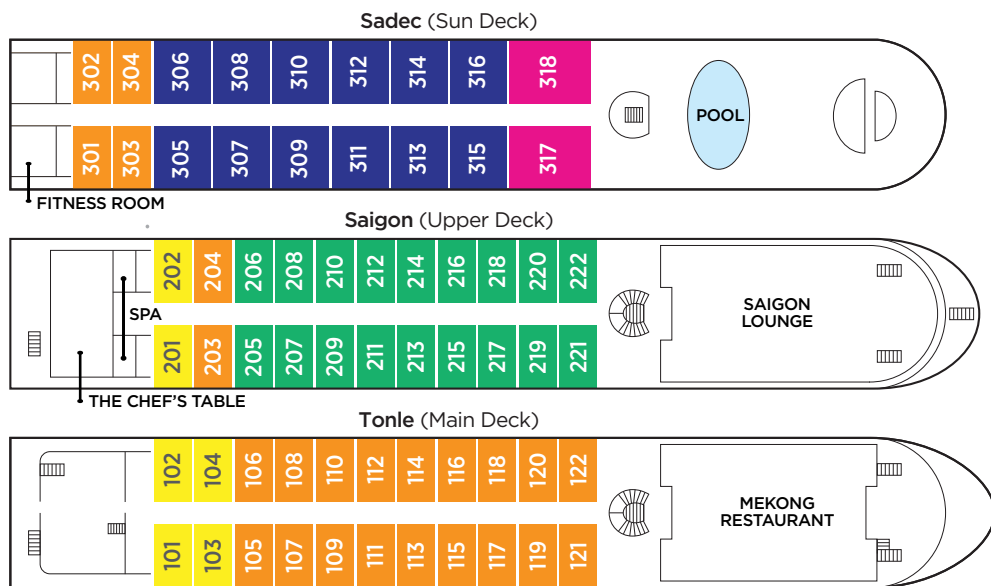 Sadec (Sun Deck)
302 304 306 308 310 312 314 316 318
POOL
301 303 305 307 309 311 313 315 317
FITNESS ROOM
Saigon (Upper Deck)
202 204 206 208 210 212 214 216 218 220 222
SPA
SAIGON
LOUNGE
201 203 205 207 209 211 213 215 217 219 221
THE CHEF'S TABLE
Tonle (Main Deck)
102 104 106 108 110 112 114 116 118 120 122
MEKONG
RESTAURANT
101 103 105 107 109 111 113 115 117 119 121